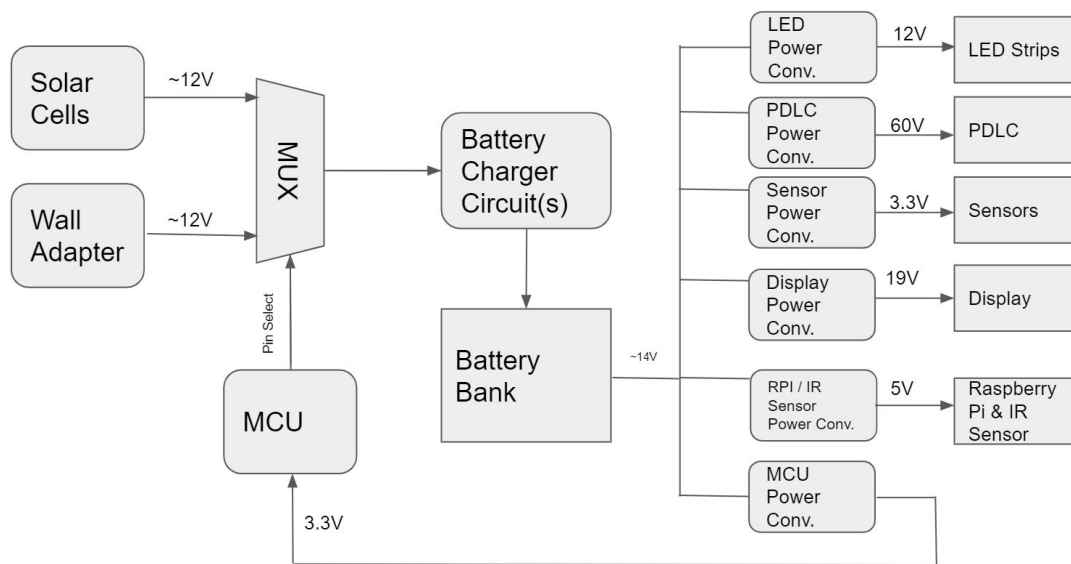 Solar
Cells
~12V
Wall
Adapter
~12V
MUX
Pin Select
MCU
3.3V
Battery
Charger
Circuit(s)
Battery
Bank
~14V
LED
Power
Conv.
12V
LED Strips
PDLC
Power
Conv.
60V
PDLC
Sensor
Power
Conv.
3.3V
Sensors
Display
Power
Conv.
19V
Display
RPI / IR
Sensor
Power Conv.
5V
Raspberry
Pi & IR
Sensor
MCU
Power
Conv.